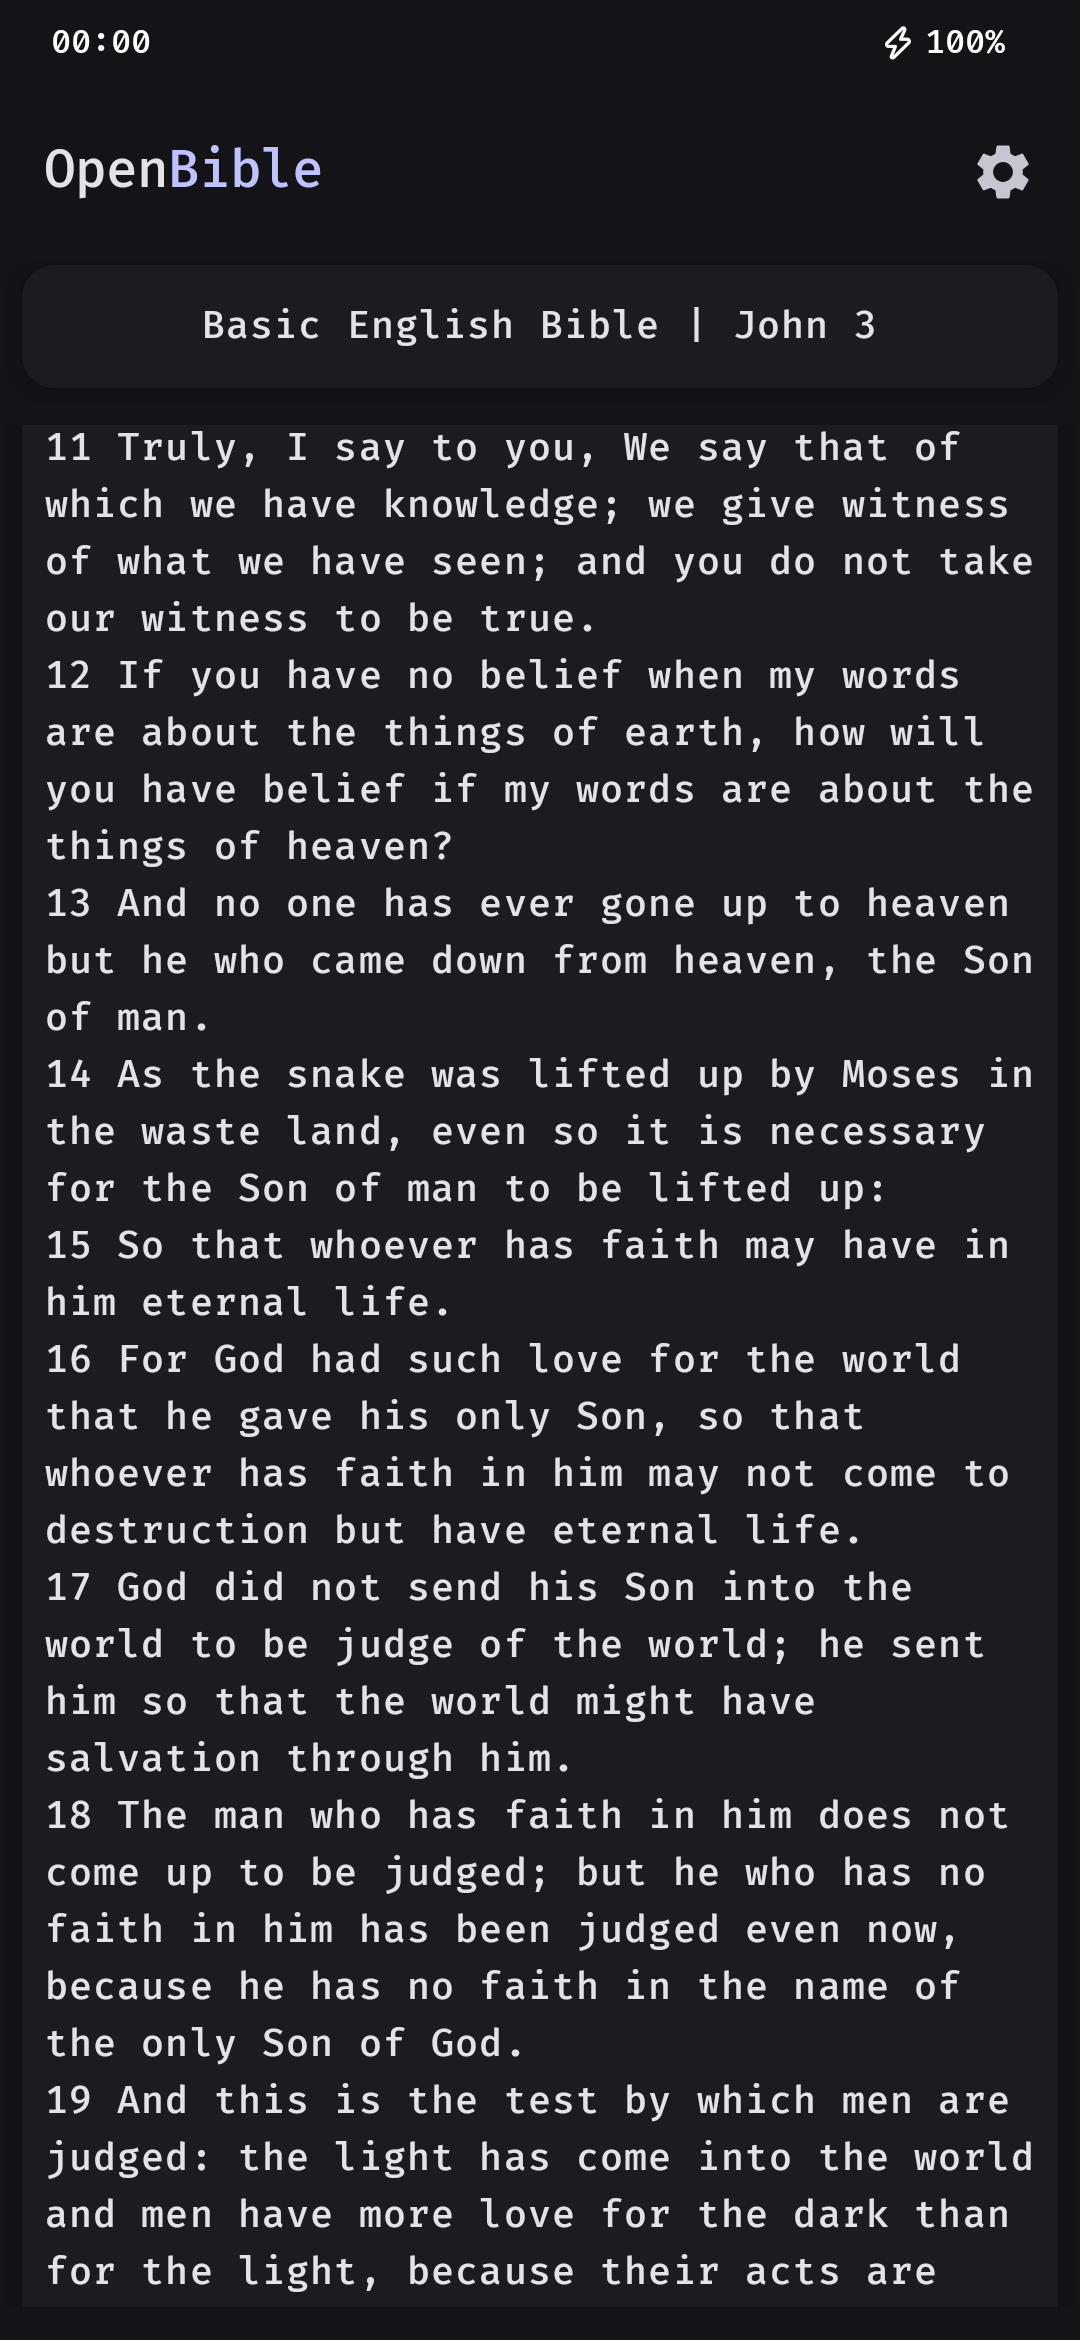 00:00
100%
OpenBible
Basic English Bible | John 3
11 Truly, I say to you, We say that of
which we have knowledge; we give witness
of what we have seen; and you do not take
our witness to be true.
12 If you have no belief when my words
are about the things of earth, how will
you have belief if my words are about the
things of heaven?
13 And no one has ever gone up to heaven
but he who came down from heaven, the Son
of man.
14 As the snake was lifted up by Moses in
the waste land, even so it is necessary
for the Son of man to be lifted up:
15 So that whoever has faith may have in
him eternal life.
16 For God had such love for the world
that he gave his only Son, so that
whoever has faith in him may not come to
destruction but have eternal life.
17 God did not send his Son into the
world to be judge of the world; he sent
him so that the world might have
salvation through him.
18 The man who has faith in him does not
come up to be judged; but he who has no
faith in him has been judged even now,
because he has no faith in the name of
the only Son of God.
19 And this is the test by which men are
judged: the light has come into the world
and men have more love for the dark than
for the light, because their acts are